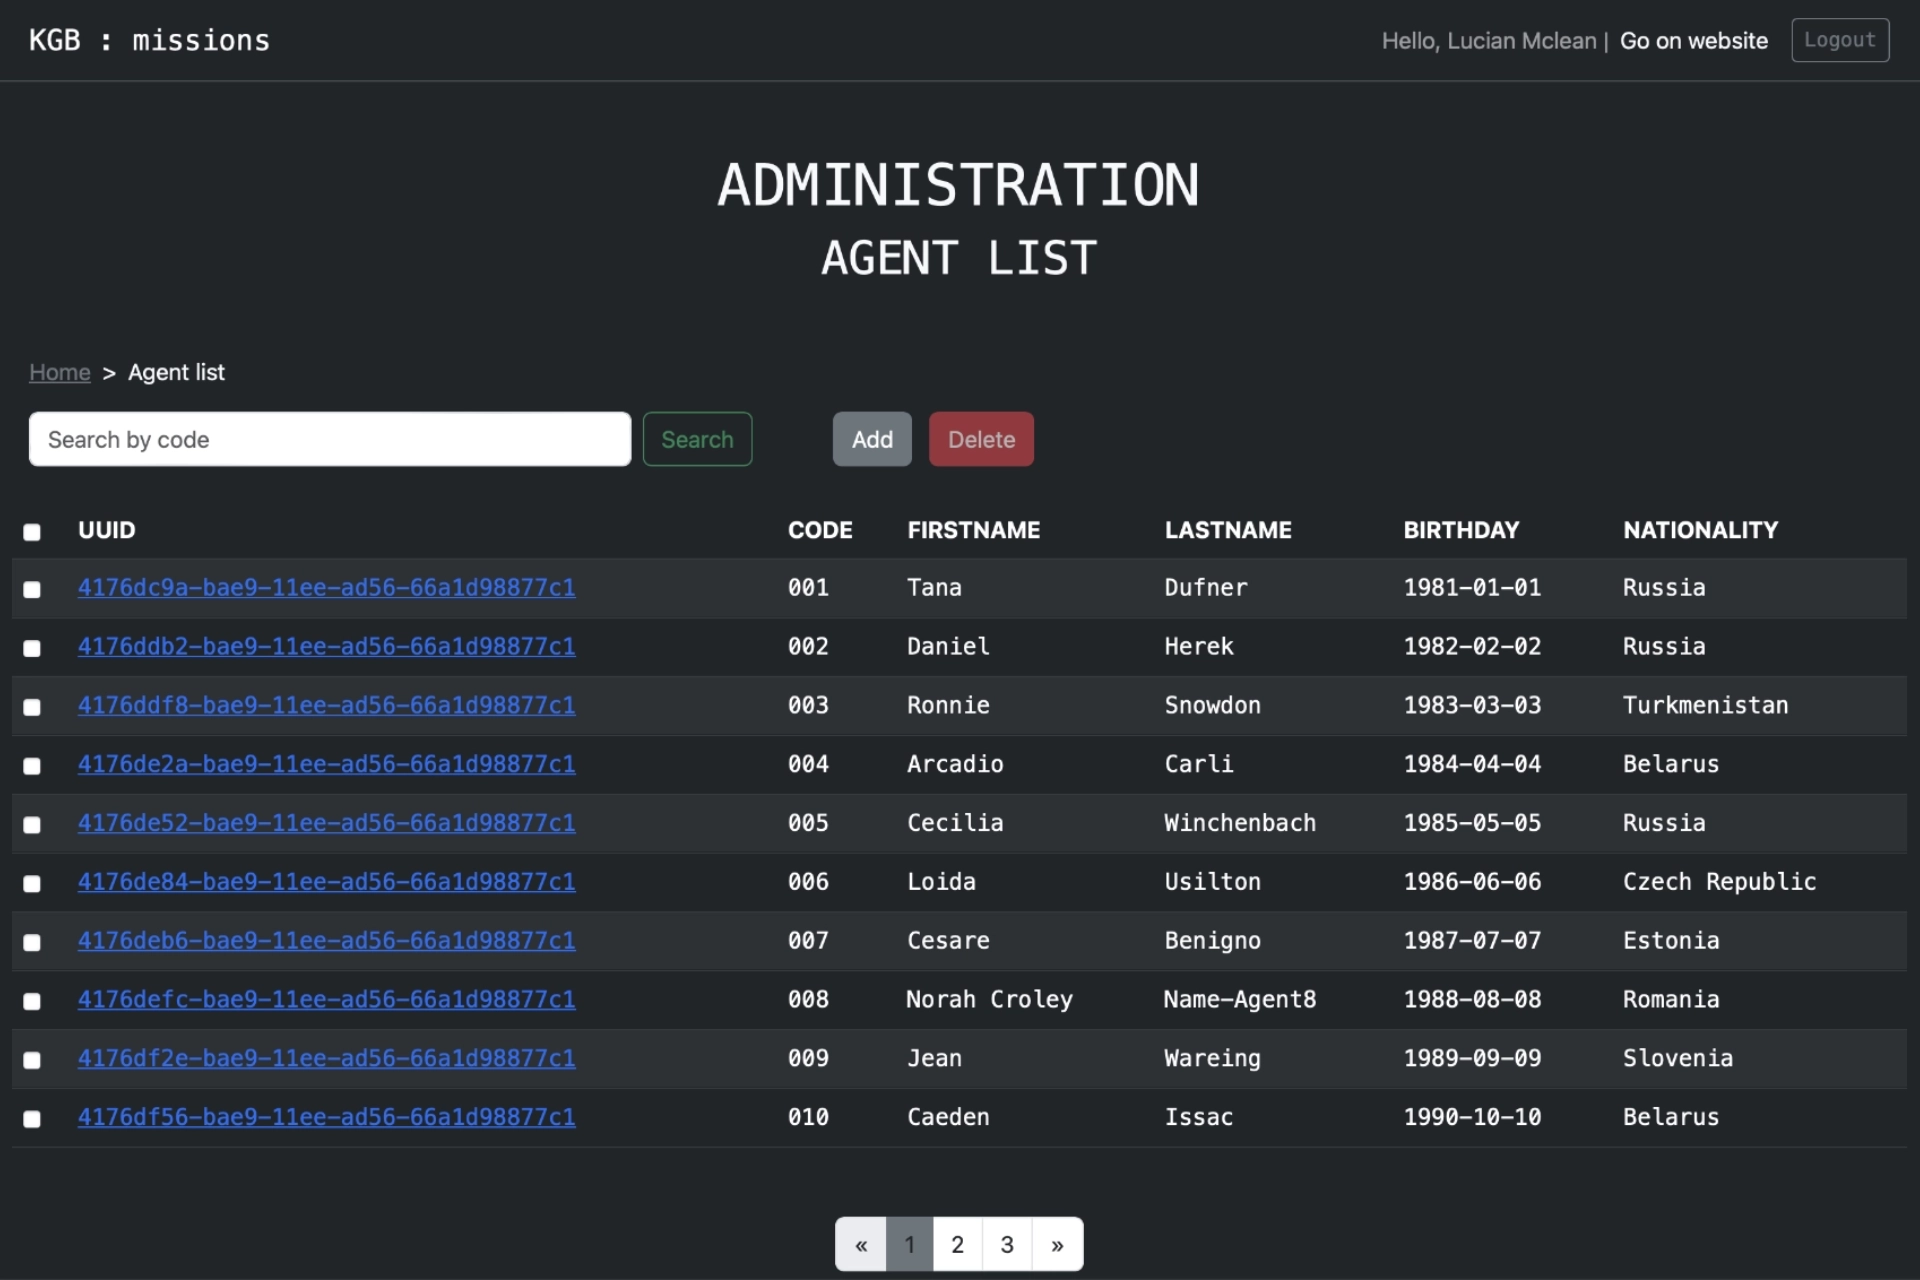 KGB : missions
Hello, Lucian Mclean | Go on website Logout
ADMINISTRATION
AGENT LIST
Home > Agent list
Search by code Search Add Delete
UUID CODE FIRSTNAME LASTNAME BIRTHDAY NATIONALITY
4176dc9a-bae9-11ee-ad56-66a1d98877c1 001 Tana Dufner 1981-01-01 Russia
4176ddb2-bae9-11ee-ad56-66a1d98877c1 002 Daniel Herek 1982-02-02 Russia
4176ddf8-bae9-11ee-ad56-66a1d98877c1 003 Ronnie Snowdon 1983-03-03 Turkmenistan
4176de2a-bae9-11ee-ad56-66a1d98877c1 004 Arcadio Carli 1984-04-04 Belarus
4176de52-bae9-11ee-ad56-66a1d98877c1 005 Cecilia Winchenbach 1985-05-05 Russia
4176de84-bae9-11ee-ad56-66a1d98877c1 006 Loida Usilton 1986-06-06 Czech Republic
4176deb6-bae9-11ee-ad56-66a1d98877c1 007 Cesare Benigno 1987-07-07 Estonia
4176defc-bae9-11ee-ad56-66a1d98877c1 008 Norah Croley Name-Agent8 1988-08-08 Romania
4176df2e-bae9-11ee-ad56-66a1d98877c1 009 Jean Wareing 1989-09-09 Slovenia
4176df56-bae9-11ee-ad56-66a1d98877c1 010 Caeden Issac 1990-10-10 Belarus
« 1 2 3 »